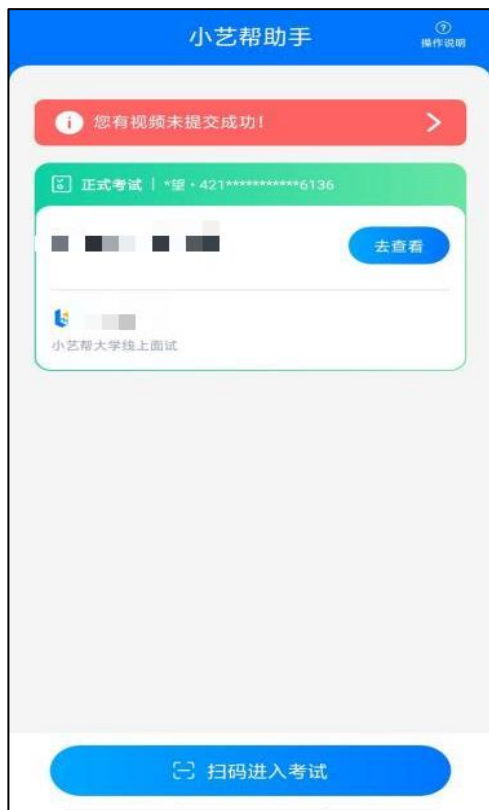 小艺帮助手
操作说明
您有视频未提交成功!
正式考试 | *望·421***********6136
去查看
小艺帮大学线上面试
扫码进入考试